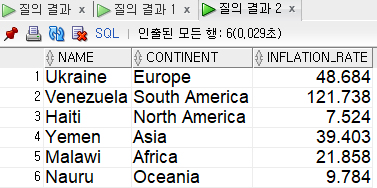 질의 결과 × 질의 결과 1 × 질의 결과 2 ×
SQL | 인출된 모든 행: 6(0,029초)
NAME CONTINENT INFLATION_RATE
1 Ukraine Europe 48.684
2 Venezuela South America 121.738
3 Haiti North America 7.524
4 Yemen Asia 39.403
5 Malawi Africa 21.858
6 Nauru Oceania 9.784